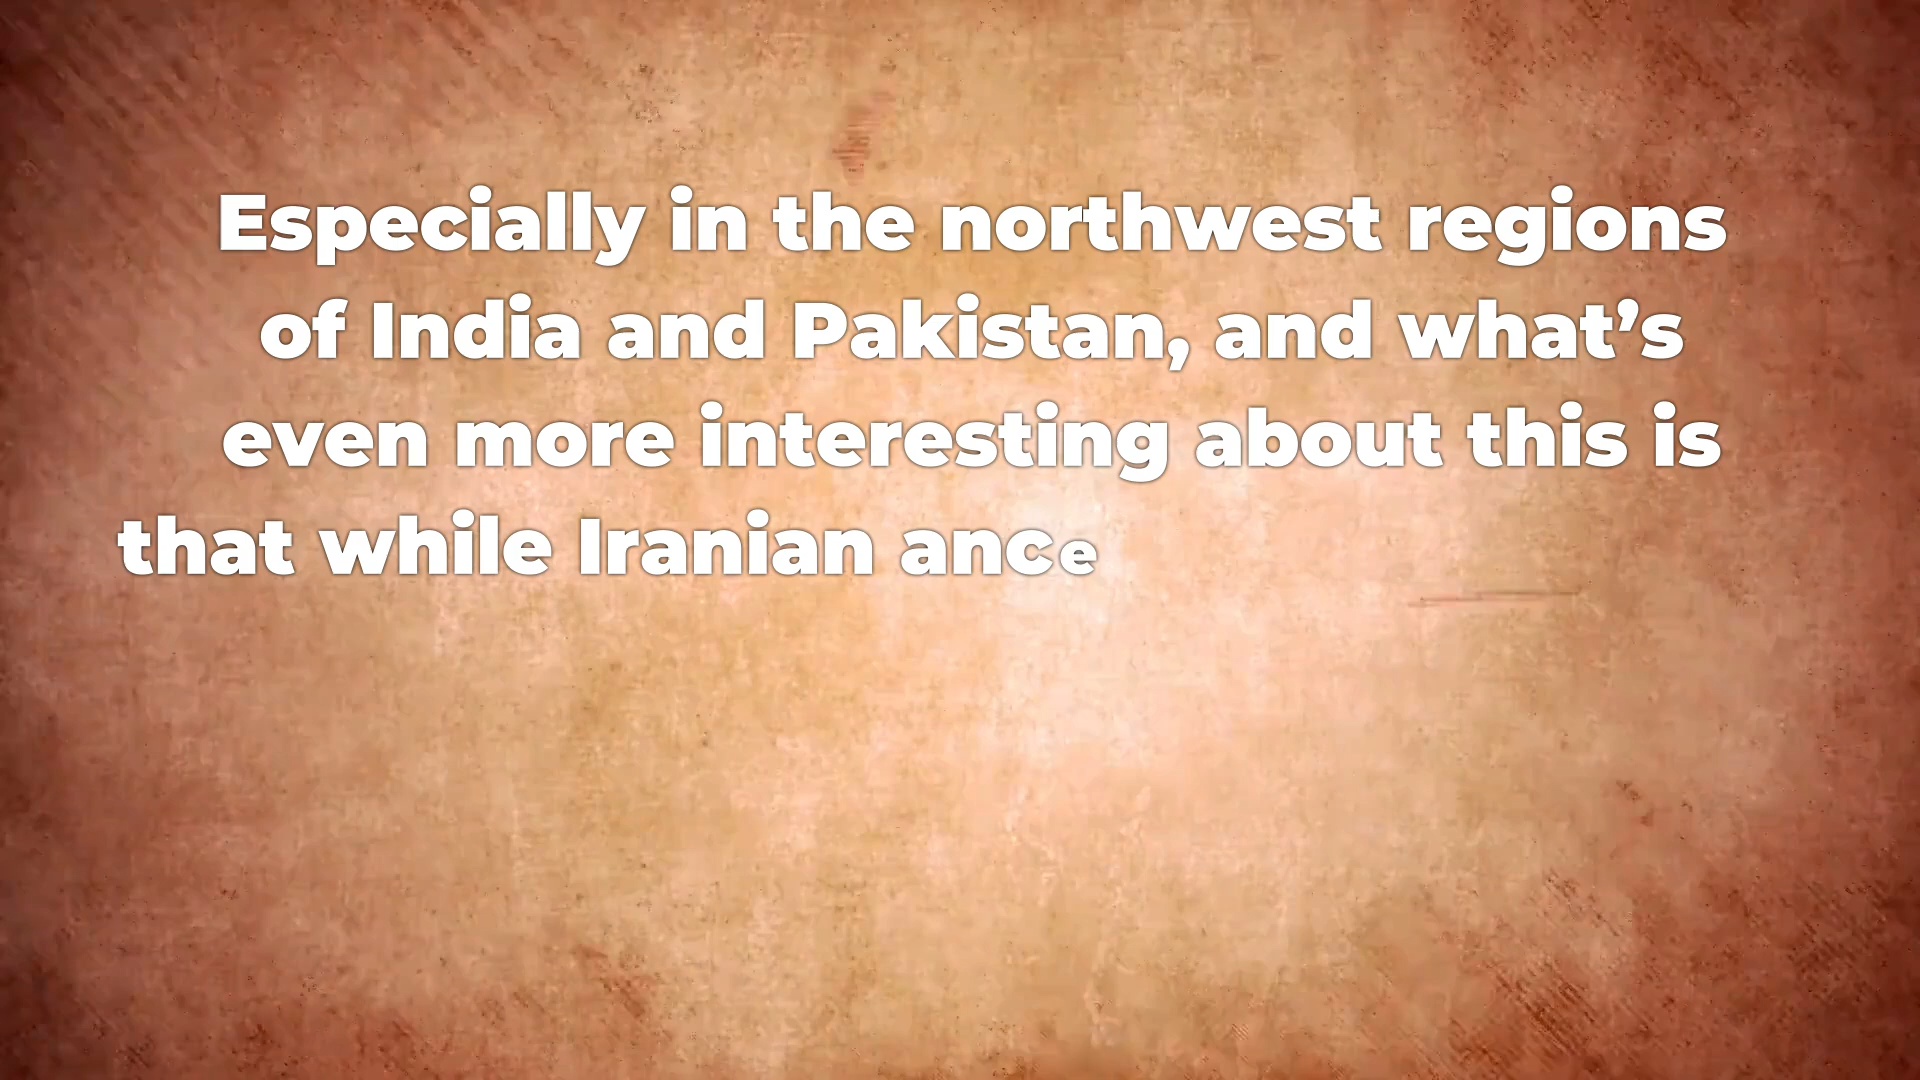 Especially in the northwest regions
of India and Pakistan, and what’s
even more interesting about this is
that while Iranian ance